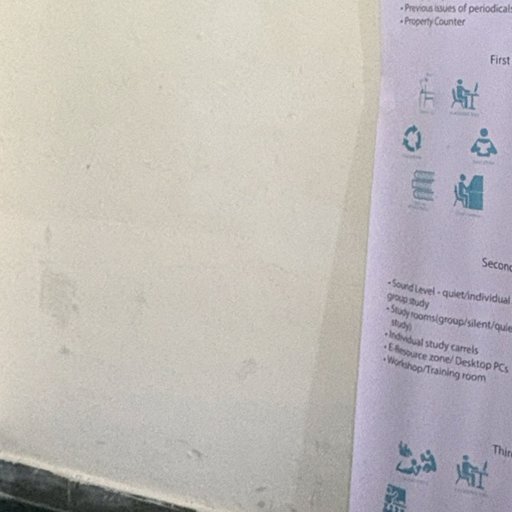 • Previous issues of periodicals
• Property Counter
First
Second
• Sound Level - quiet/individual
group study
• Study rooms(group/silent/quie
study)
• Individual study carrels
• E-Resource zone/ Desktop PCs
• Workshop/Training room
Thir